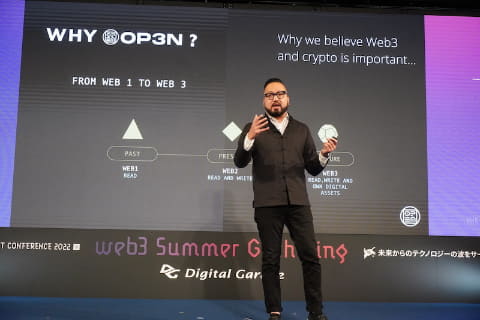 WHY OP3N ?
Why we believe Web3
and crypto is important...
FROM WEB 1 TO WEB 3
PAST
WEB1
READ
WEB2
READ AND WRITE
WEB3
READ, WRITE AND
OWN DIGITAL
ASSETS
T CONFERENCE 2022
web3 Summer Gathering
Digital Garage
未来からのテクノロジーの波をサー